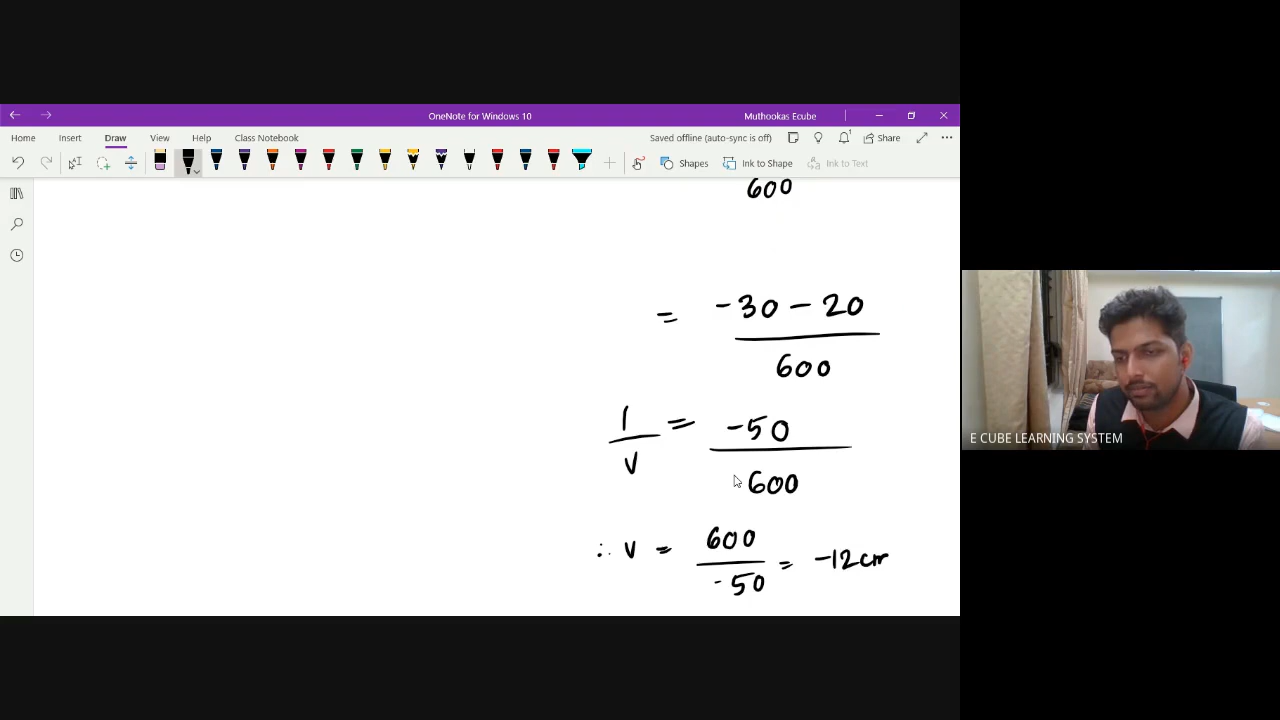 OneNote for Windows 10
Muthookas Ecube
Home Insert Draw View Help Class Notebook
Saved offline (auto-sync is off)
Share
Shapes
Ink to Shape
Ink to Text
600
= -30 - 20
600
1 = -50
v 600
∴ v = 600 = -12cm
-50
E CUBE LEARNING SYSTEM